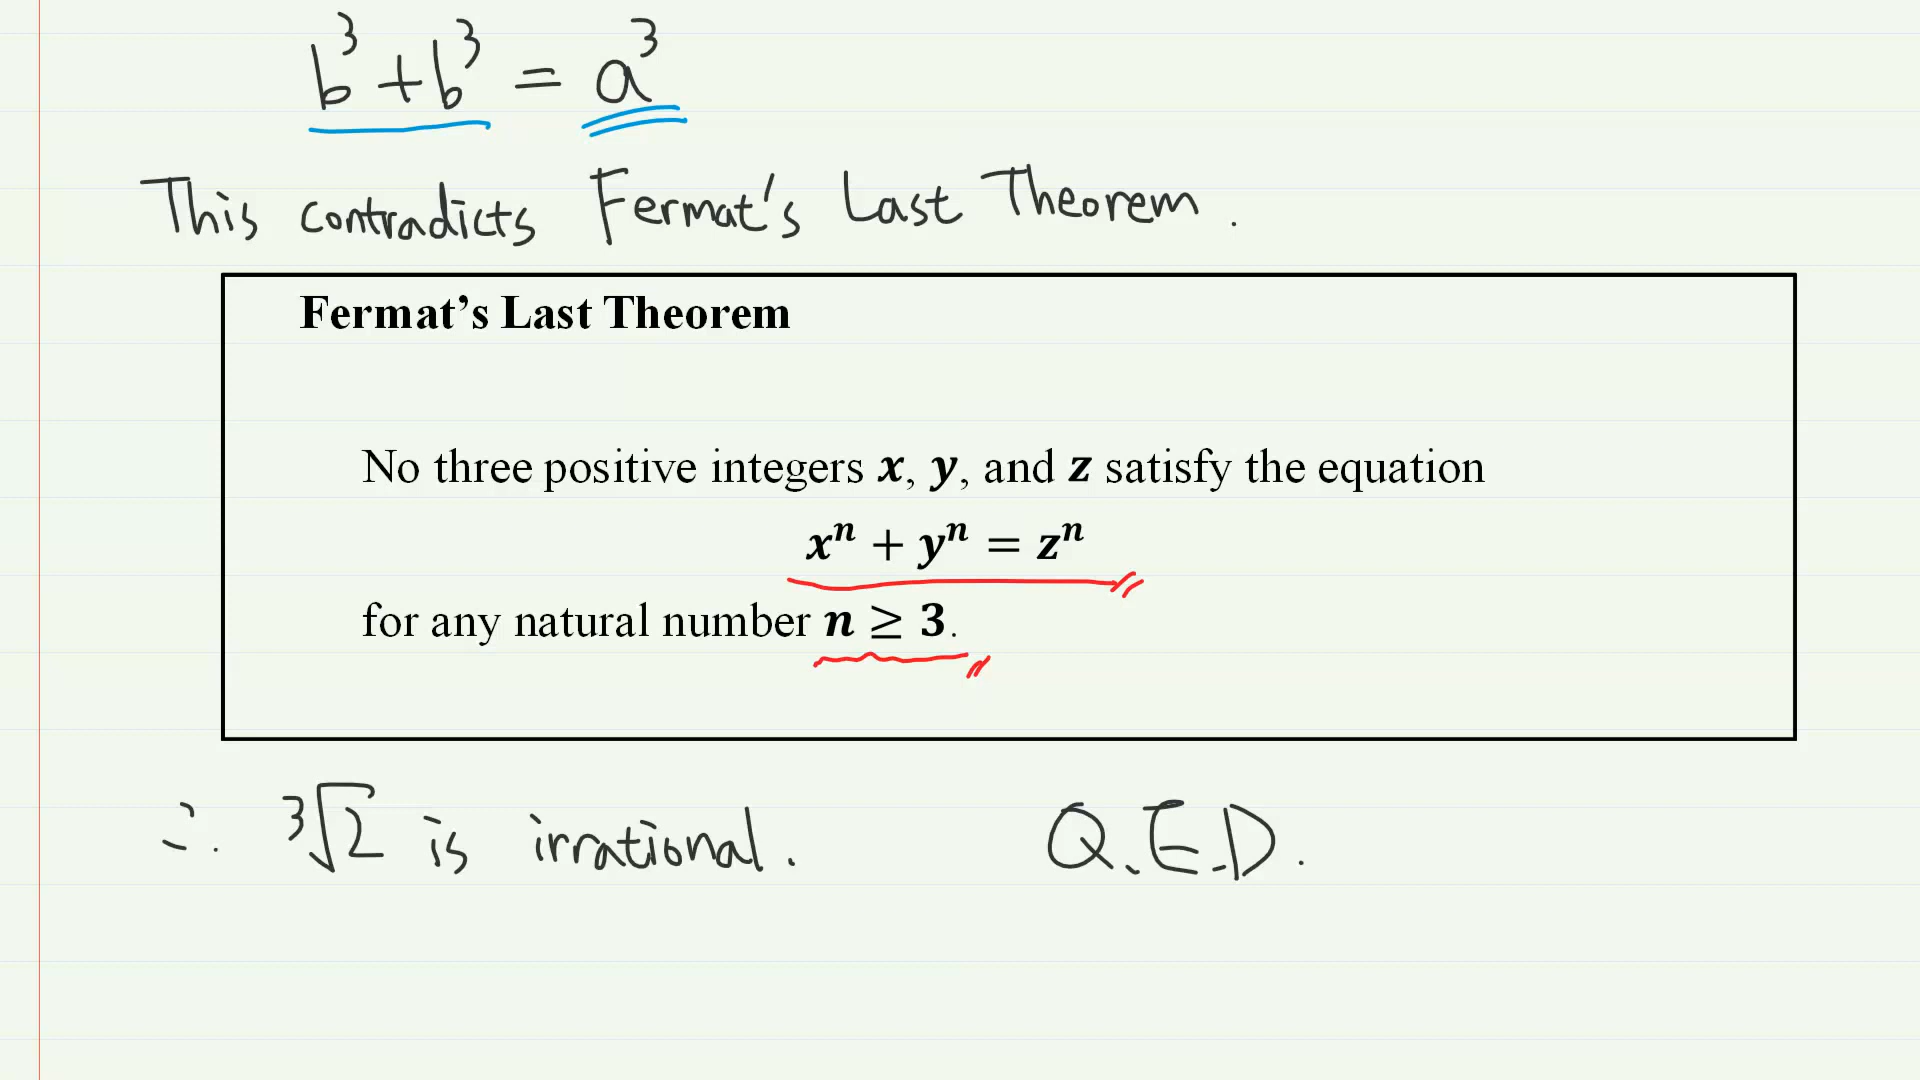 b³ + b³ = a³
This contradicts Fermat's Last Theorem.
Fermat's Last Theorem
No three positive integers x, y, and z satisfy the equation
xⁿ + yⁿ = zⁿ
for any natural number n ≥ 3.
∴ ³√2 is irrational. Q.E.D.